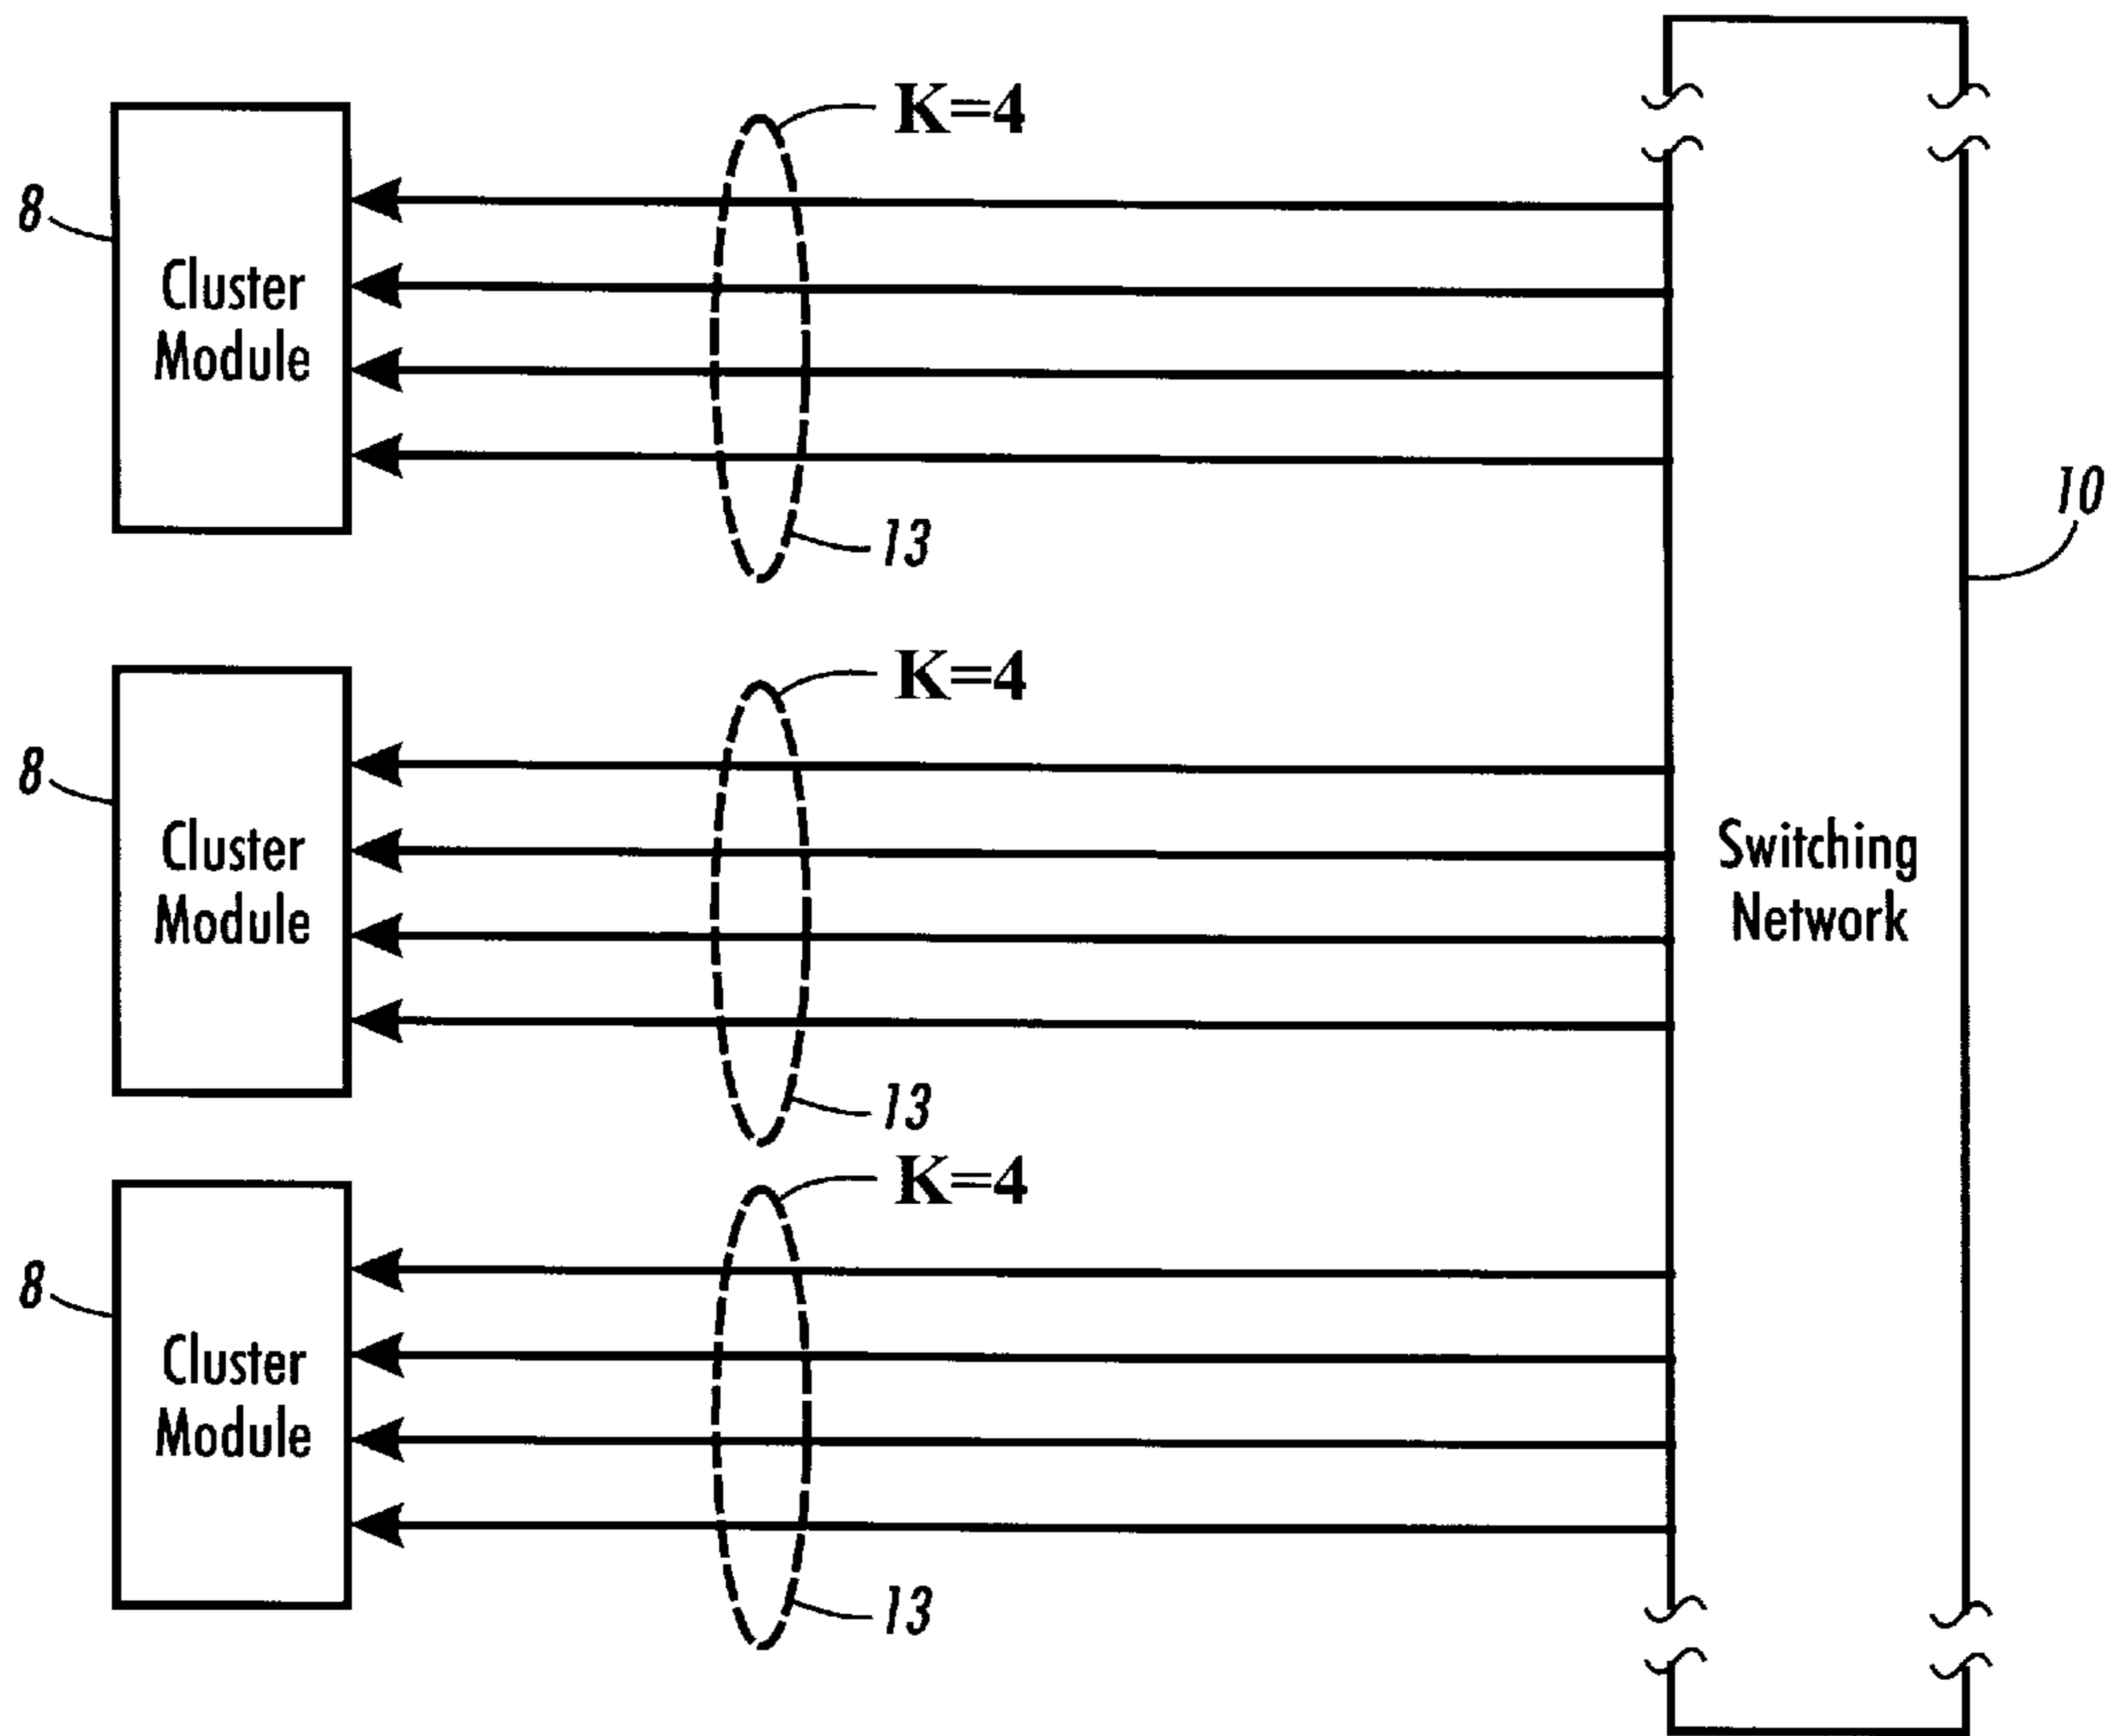 K=4
8
Cluster
Module
13
10
K=4
8
Cluster
Module
13
Switching
Network
K=4
8
Cluster
Module
13